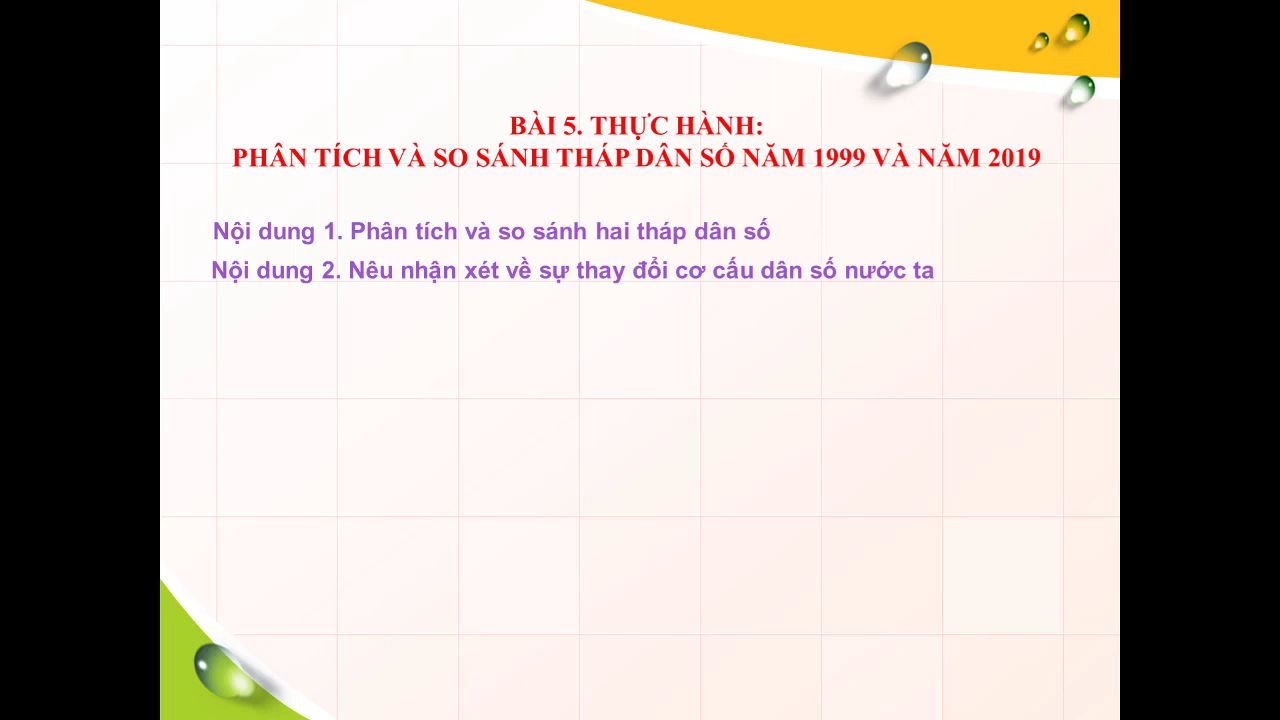 BÀI 5. THỰC HÀNH:
PHÂN TÍCH VÀ SO SÁNH THÁP DÂN SỐ NĂM 1999 VÀ NĂM 2019
Nội dung 1. Phân tích và so sánh hai tháp dân số
Nội dung 2. Nêu nhận xét về sự thay đổi cơ cấu dân số nước ta